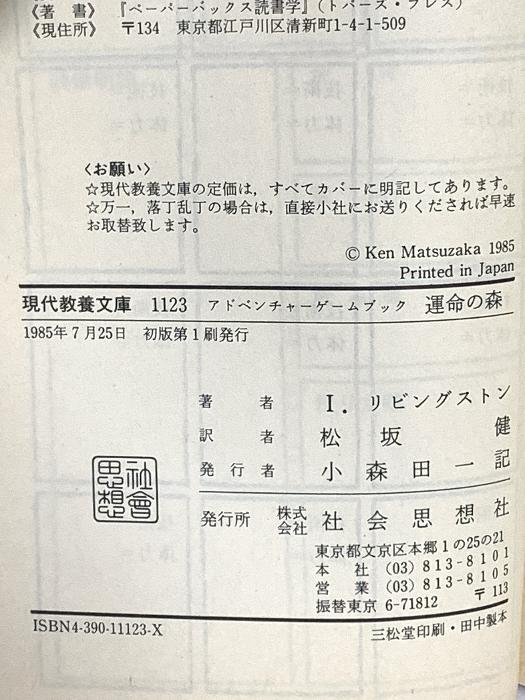 〈著 書〉『ペーパーバックス読書学』(トパーズ・プレス)
〈現住所〉 〒134 東京都江戸川区清新町1-4-1-509
〈お願い〉
☆現代教養文庫の定価は，すべてカバーに明記してあります。
☆万一，落丁乱丁の場合は，直接小社にお送りくだされば早速
お取替致します。
© Ken Matsuzaka 1985
Printed in Japan
現代教養文庫 1123 アドベンチャーゲームブック 運命の森
1985年7月25日 初版第1刷発行
著者 I．リビングストン
訳者 松坂健
発行者 小森田一記
社會思想
発行所 株式会社 社会思想社
東京都文京区本郷1の25の21
本社 (03) 813-8101
営業 (03) 813-8105
振替東京 6-71812 〒113
ISBN4-390-11123-X
三松堂印刷・田中製本